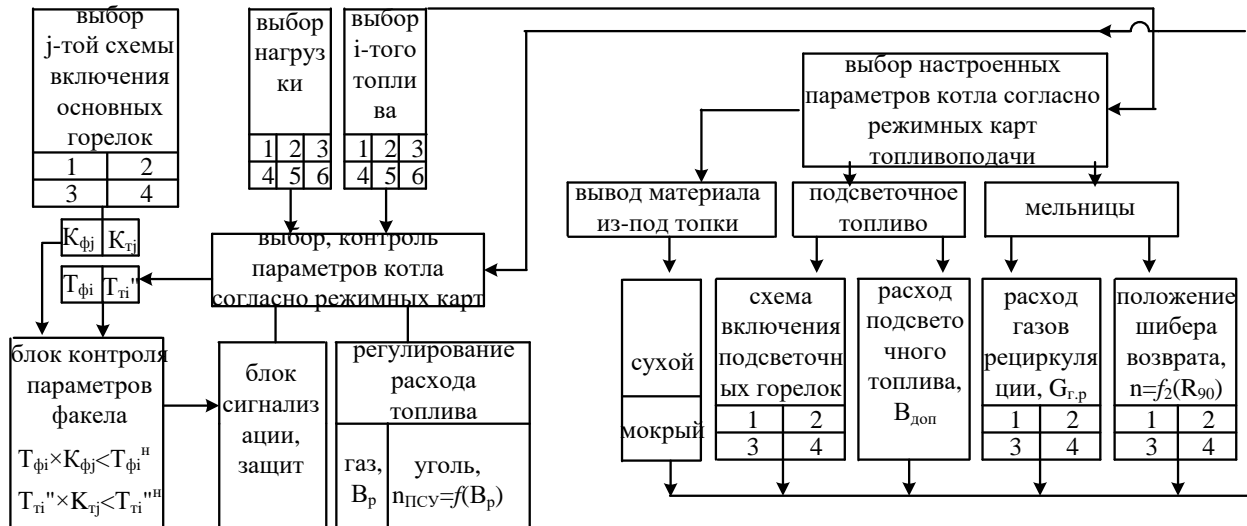 выбор
j-той схемы
включения
основных
горелок
1 2
3 4
Kфj Kтj
Tфi Tтi"
выбор
нагруз
ки
1 2 3
4 5 6
выбор
i-того
топли
ва
1 2 3
4 5 6
выбор, контроль
параметров котла
согласно режимных карт
блок контроля
параметров
факела
Tфi×Kфj<Tфiн
Tтi"×Kтj<Tтi"н
блок
сигнализ
ации,
защит
регулирование
расхода
топлива
газ,
Bр
уголь,
nПСУ=f(Bр)
выбор настроенных
параметров котла согласно
режимных карт
топливоподачи
вывод материала
из-под топки
подсветочное
топливо
мельницы
сухой
мокрый
схема
включения
подсветочн
ых горелок
1 2
3 4
расход
подсвето
чного
топлива,
Bдоп
расход
газов
рециркуля
ции, Gг.р
1 2
3 4
положение
шибера
возврата,
n=f2(R90)
1 2
3 4